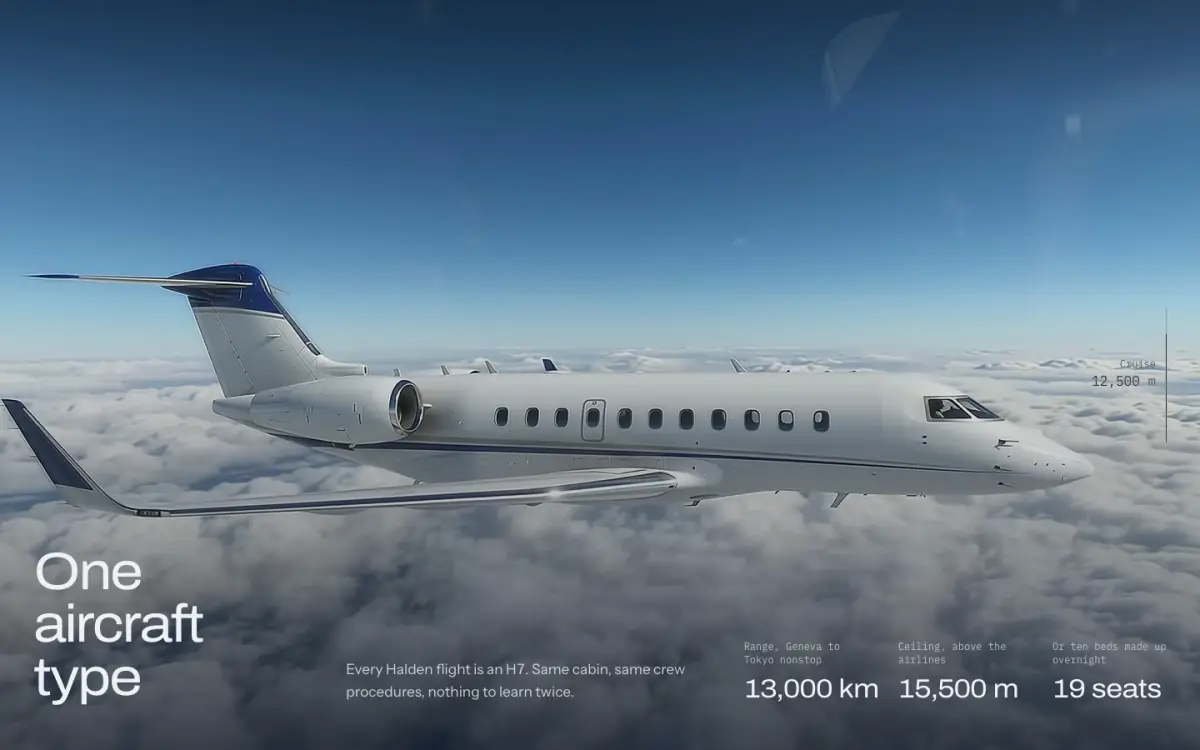 Cruise
12,500 m
One
aircraft
type
Every Halden flight is an H7. Same cabin, same crew
procedures, nothing to learn twice.
Range, Geneva to
Tokyo nonstop
13,000 km
Ceiling, above the
airlines
15,500 m
Or ten beds made up
overnight
19 seats